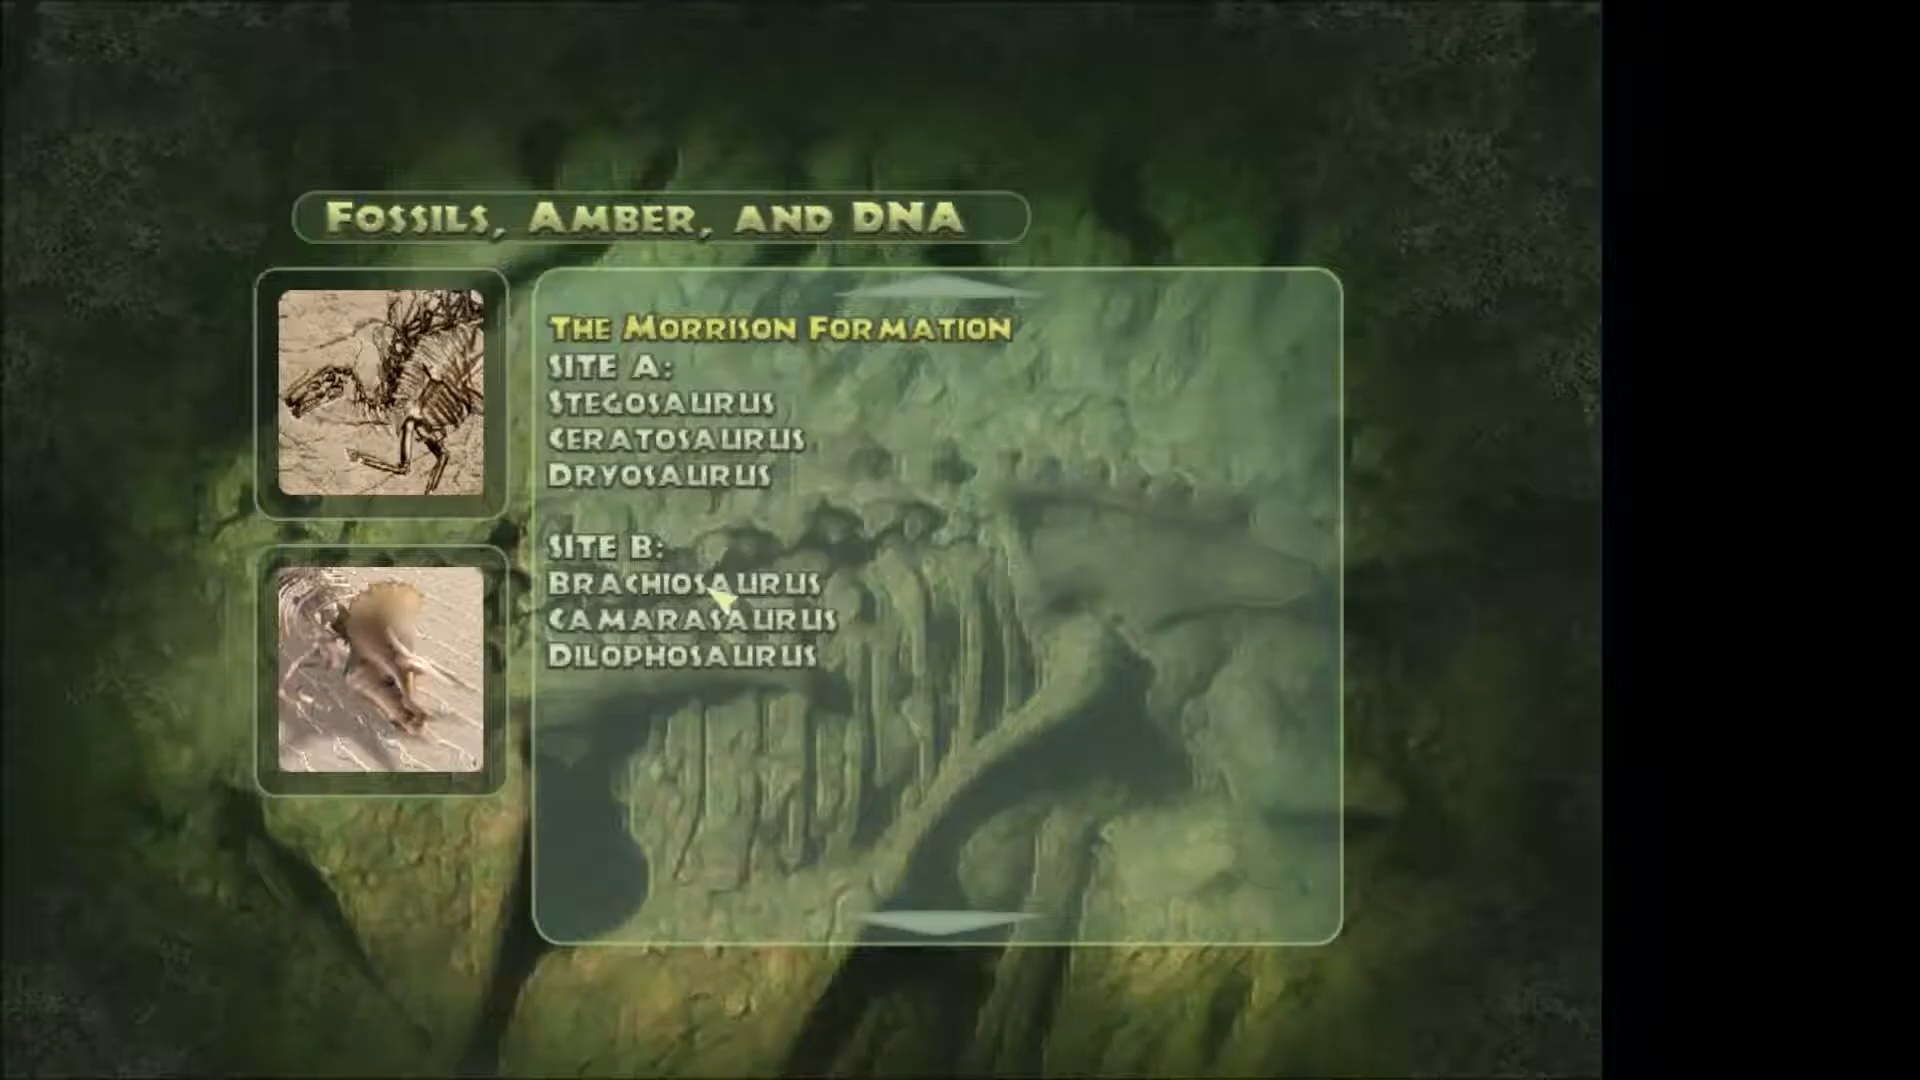 FOSSILS, AMBER, AND DNA
THE MORRISON FORMATION
SITE A:
STEGOSAURUS
CERATOSAURUS
DRYOSAURUS
SITE B:
BRACHIOSAURUS
CAMARASAURUS
DILOPHOSAURUS